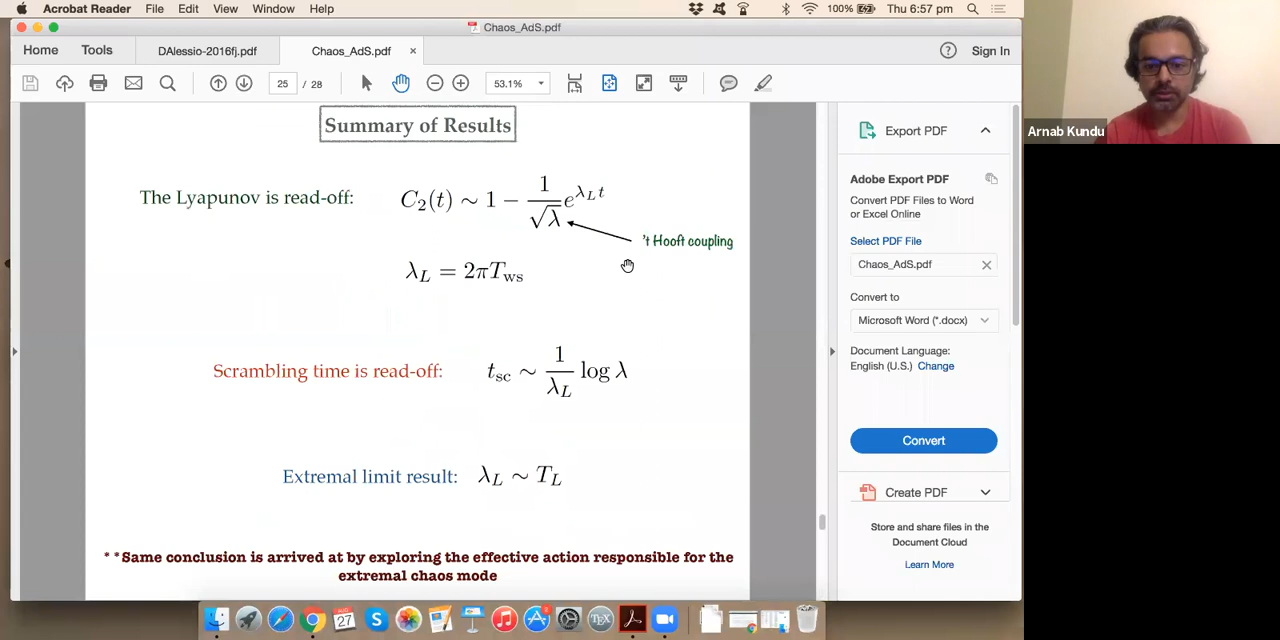 Acrobat Reader File Edit View Window Help 100% Thu 6:57 pm
Chaos_AdS.pdf
Home Tools DAlessio-2016fj.pdf Chaos_AdS.pdf × ? Sign In
25 / 28 53.1%
Summary of Results
The Lyapunov is read-off: C₂(t) ∼ 1 − 1/√λ e^{λ_L t}
't Hooft coupling
λ_L = 2πT_ws
Scrambling time is read-off: t_sc ∼ 1/λ_L log λ
Extremal limit result: λ_L ∼ T_L
**Same conclusion is arrived at by exploring the effective action responsible for the
extremal chaos mode
Export PDF
Adobe Export PDF
Convert PDF Files to Word
or Excel Online
Select PDF File
Chaos_AdS.pdf ×
Convert to
Microsoft Word (*.docx)
Document Language:
English (U.S.) Change
Convert
Create PDF
Store and share files in the
Document Cloud
Learn More
Arnab Kundu
AUG
27
TEX